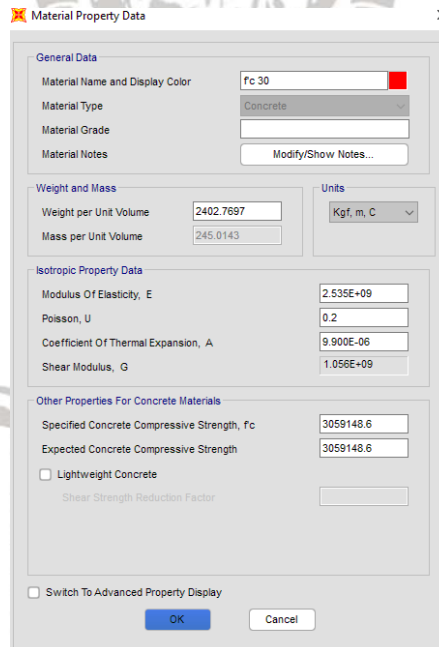 Material Property Data
General Data
Material Name and Display Color f'c 30
Material Type Concrete
Material Grade
Material Notes Modify/Show Notes...
Weight and Mass Units
Weight per Unit Volume 2402.7697 Kgf, m, C
Mass per Unit Volume 245.0143
Isotropic Property Data
Modulus Of Elasticity, E 2.535E+09
Poisson, U 0.2
Coefficient Of Thermal Expansion, A 9.900E-06
Shear Modulus, G 1.056E+09
Other Properties For Concrete Materials
Specified Concrete Compressive Strength, f'c 3059148.6
Expected Concrete Compressive Strength 3059148.6
Lightweight Concrete
Shear Strength Reduction Factor
Switch To Advanced Property Display
OK Cancel